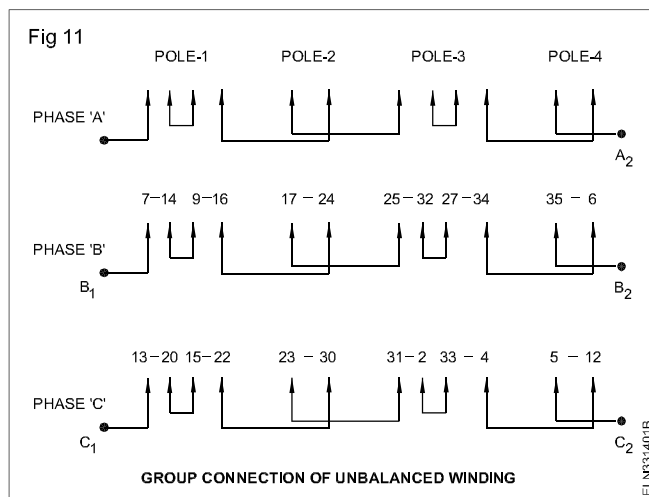 Fig 11
POLE-1 POLE-2 POLE-3 POLE-4
PHASE 'A'
A2
7–14 9–16 17 – 24 25 – 32 27 – 34 35 – 6
PHASE 'B'
B1 B2
13–20 15–22 23 – 30 31–2 33 – 4 5 – 12
PHASE 'C'
C1 C2
GROUP CONNECTION OF UNBALANCED WINDING
ELN331401B